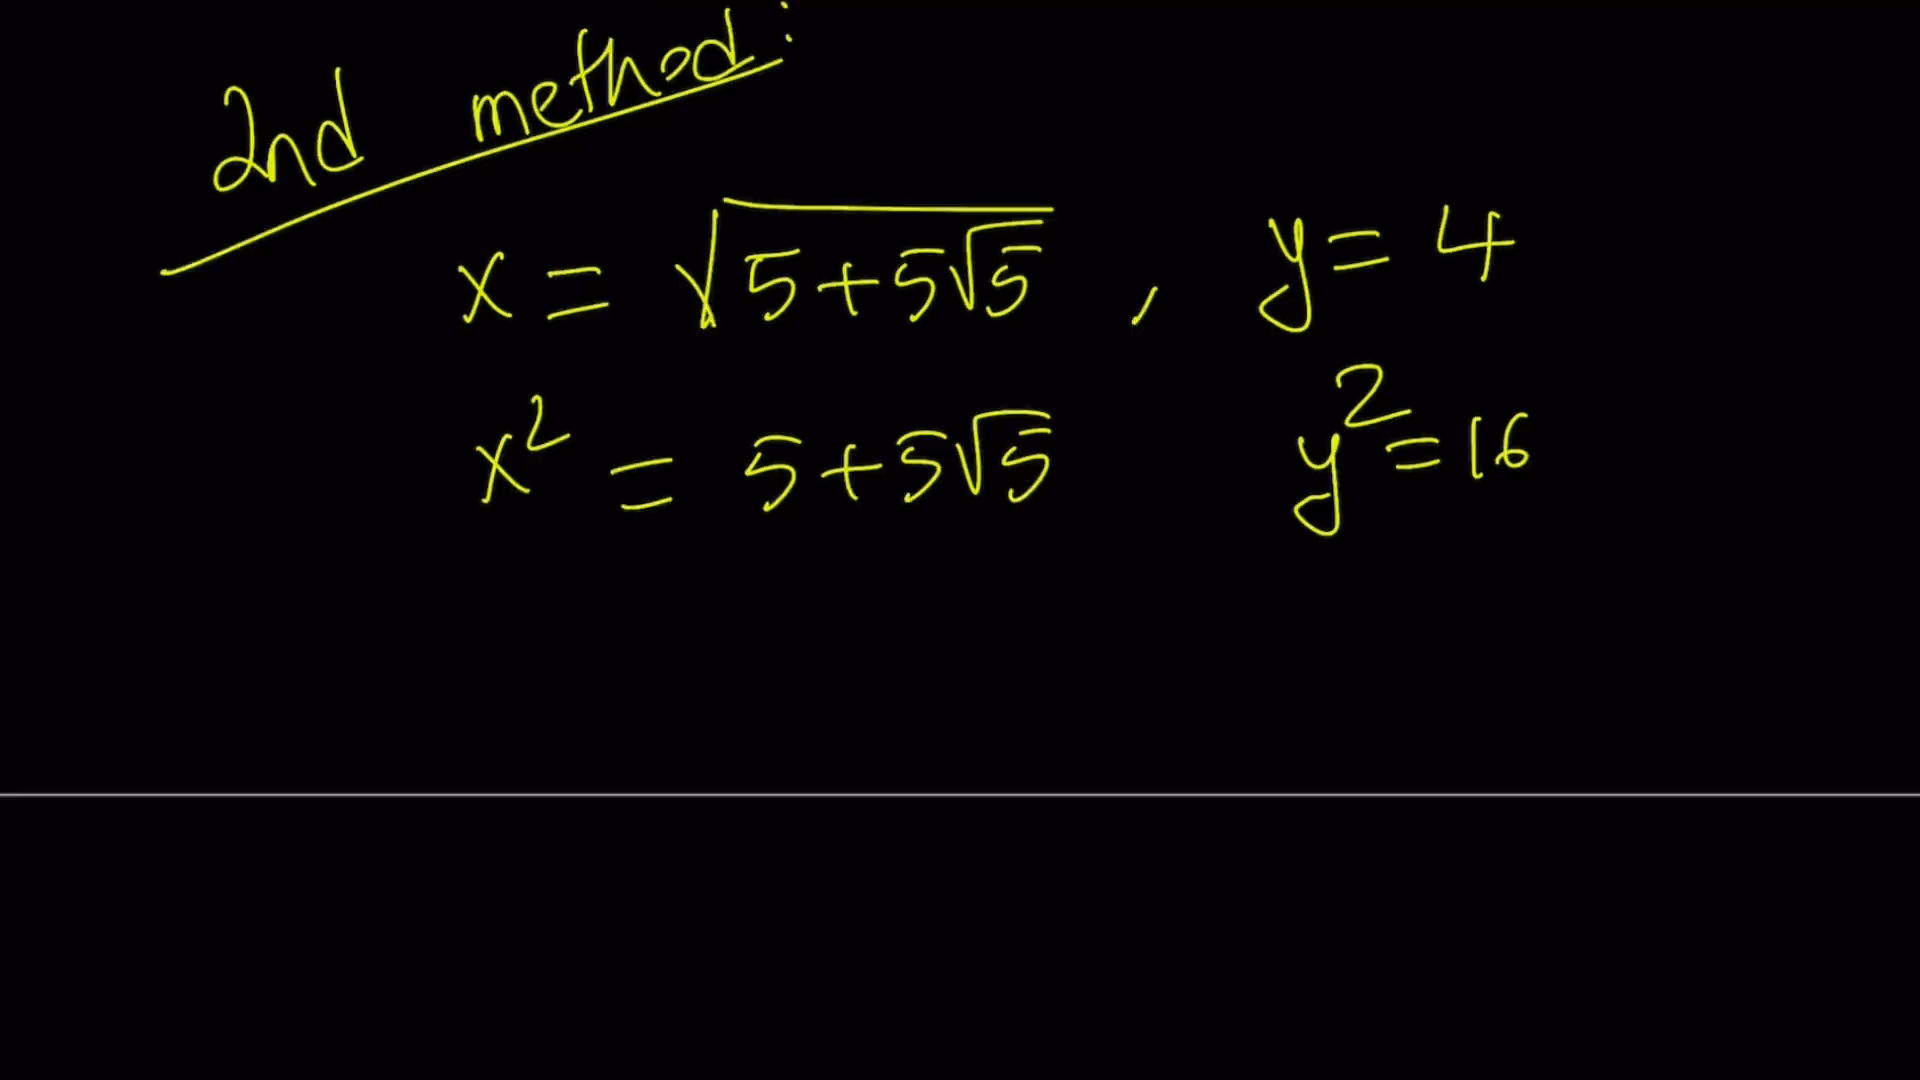 2nd method:
x = √(5+5√5) , y = 4
x² = 5+5√5 y² = 16